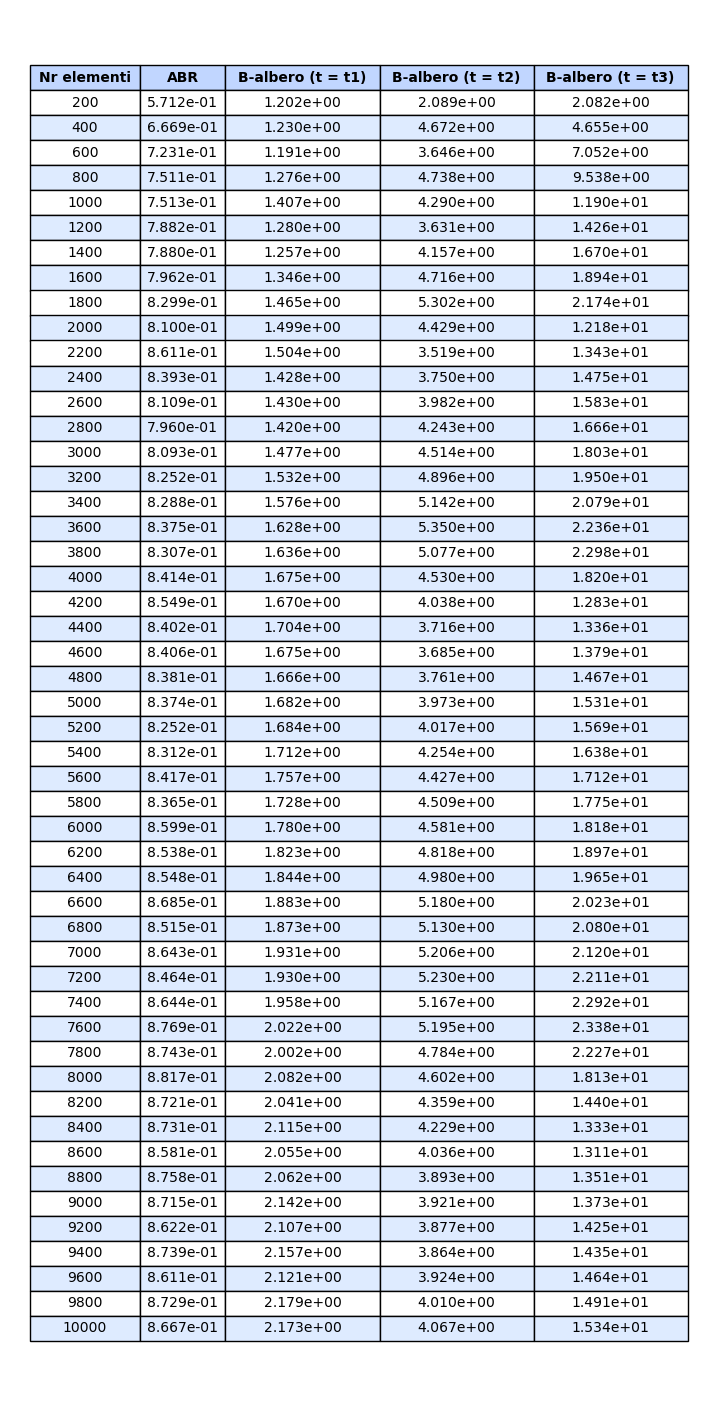 Nr elementi ABR B-albero (t = t1) B-albero (t = t2) B-albero (t = t3)
200 5.712e-01 1.202e+00 2.089e+00 2.082e+00
400 6.669e-01 1.230e+00 4.672e+00 4.655e+00
600 7.231e-01 1.191e+00 3.646e+00 7.052e+00
800 7.511e-01 1.276e+00 4.738e+00 9.538e+00
1000 7.513e-01 1.407e+00 4.290e+00 1.190e+01
1200 7.882e-01 1.280e+00 3.631e+00 1.426e+01
1400 7.880e-01 1.257e+00 4.157e+00 1.670e+01
1600 7.962e-01 1.346e+00 4.716e+00 1.894e+01
1800 8.299e-01 1.465e+00 5.302e+00 2.174e+01
2000 8.100e-01 1.499e+00 4.429e+00 1.218e+01
2200 8.611e-01 1.504e+00 3.519e+00 1.343e+01
2400 8.393e-01 1.428e+00 3.750e+00 1.475e+01
2600 8.109e-01 1.430e+00 3.982e+00 1.583e+01
2800 7.960e-01 1.420e+00 4.243e+00 1.666e+01
3000 8.093e-01 1.477e+00 4.514e+00 1.803e+01
3200 8.252e-01 1.532e+00 4.896e+00 1.950e+01
3400 8.288e-01 1.576e+00 5.142e+00 2.079e+01
3600 8.375e-01 1.628e+00 5.350e+00 2.236e+01
3800 8.307e-01 1.636e+00 5.077e+00 2.298e+01
4000 8.414e-01 1.675e+00 4.530e+00 1.820e+01
4200 8.549e-01 1.670e+00 4.038e+00 1.283e+01
4400 8.402e-01 1.704e+00 3.716e+00 1.336e+01
4600 8.406e-01 1.675e+00 3.685e+00 1.379e+01
4800 8.381e-01 1.666e+00 3.761e+00 1.467e+01
5000 8.374e-01 1.682e+00 3.973e+00 1.531e+01
5200 8.252e-01 1.684e+00 4.017e+00 1.569e+01
5400 8.312e-01 1.712e+00 4.254e+00 1.638e+01
5600 8.417e-01 1.757e+00 4.427e+00 1.712e+01
5800 8.365e-01 1.728e+00 4.509e+00 1.775e+01
6000 8.599e-01 1.780e+00 4.581e+00 1.818e+01
6200 8.538e-01 1.823e+00 4.818e+00 1.897e+01
6400 8.548e-01 1.844e+00 4.980e+00 1.965e+01
6600 8.685e-01 1.883e+00 5.180e+00 2.023e+01
6800 8.515e-01 1.873e+00 5.130e+00 2.080e+01
7000 8.643e-01 1.931e+00 5.206e+00 2.120e+01
7200 8.464e-01 1.930e+00 5.230e+00 2.211e+01
7400 8.644e-01 1.958e+00 5.167e+00 2.292e+01
7600 8.769e-01 2.022e+00 5.195e+00 2.338e+01
7800 8.743e-01 2.002e+00 4.784e+00 2.227e+01
8000 8.817e-01 2.082e+00 4.602e+00 1.813e+01
8200 8.721e-01 2.041e+00 4.359e+00 1.440e+01
8400 8.731e-01 2.115e+00 4.229e+00 1.333e+01
8600 8.581e-01 2.055e+00 4.036e+00 1.311e+01
8800 8.758e-01 2.062e+00 3.893e+00 1.351e+01
9000 8.715e-01 2.142e+00 3.921e+00 1.373e+01
9200 8.622e-01 2.107e+00 3.877e+00 1.425e+01
9400 8.739e-01 2.157e+00 3.864e+00 1.435e+01
9600 8.611e-01 2.121e+00 3.924e+00 1.464e+01
9800 8.729e-01 2.179e+00 4.010e+00 1.491e+01
10000 8.667e-01 2.173e+00 4.067e+00 1.534e+01